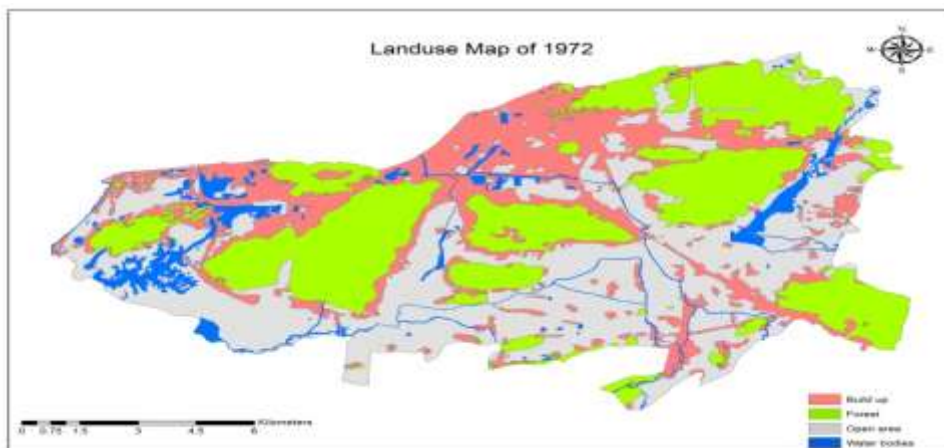 Landuse Map of 1972
N
W
E
S
Build up
Forest
Open area
Water bodies
Kilometers
0 0.75 1.5 3 4.5 6